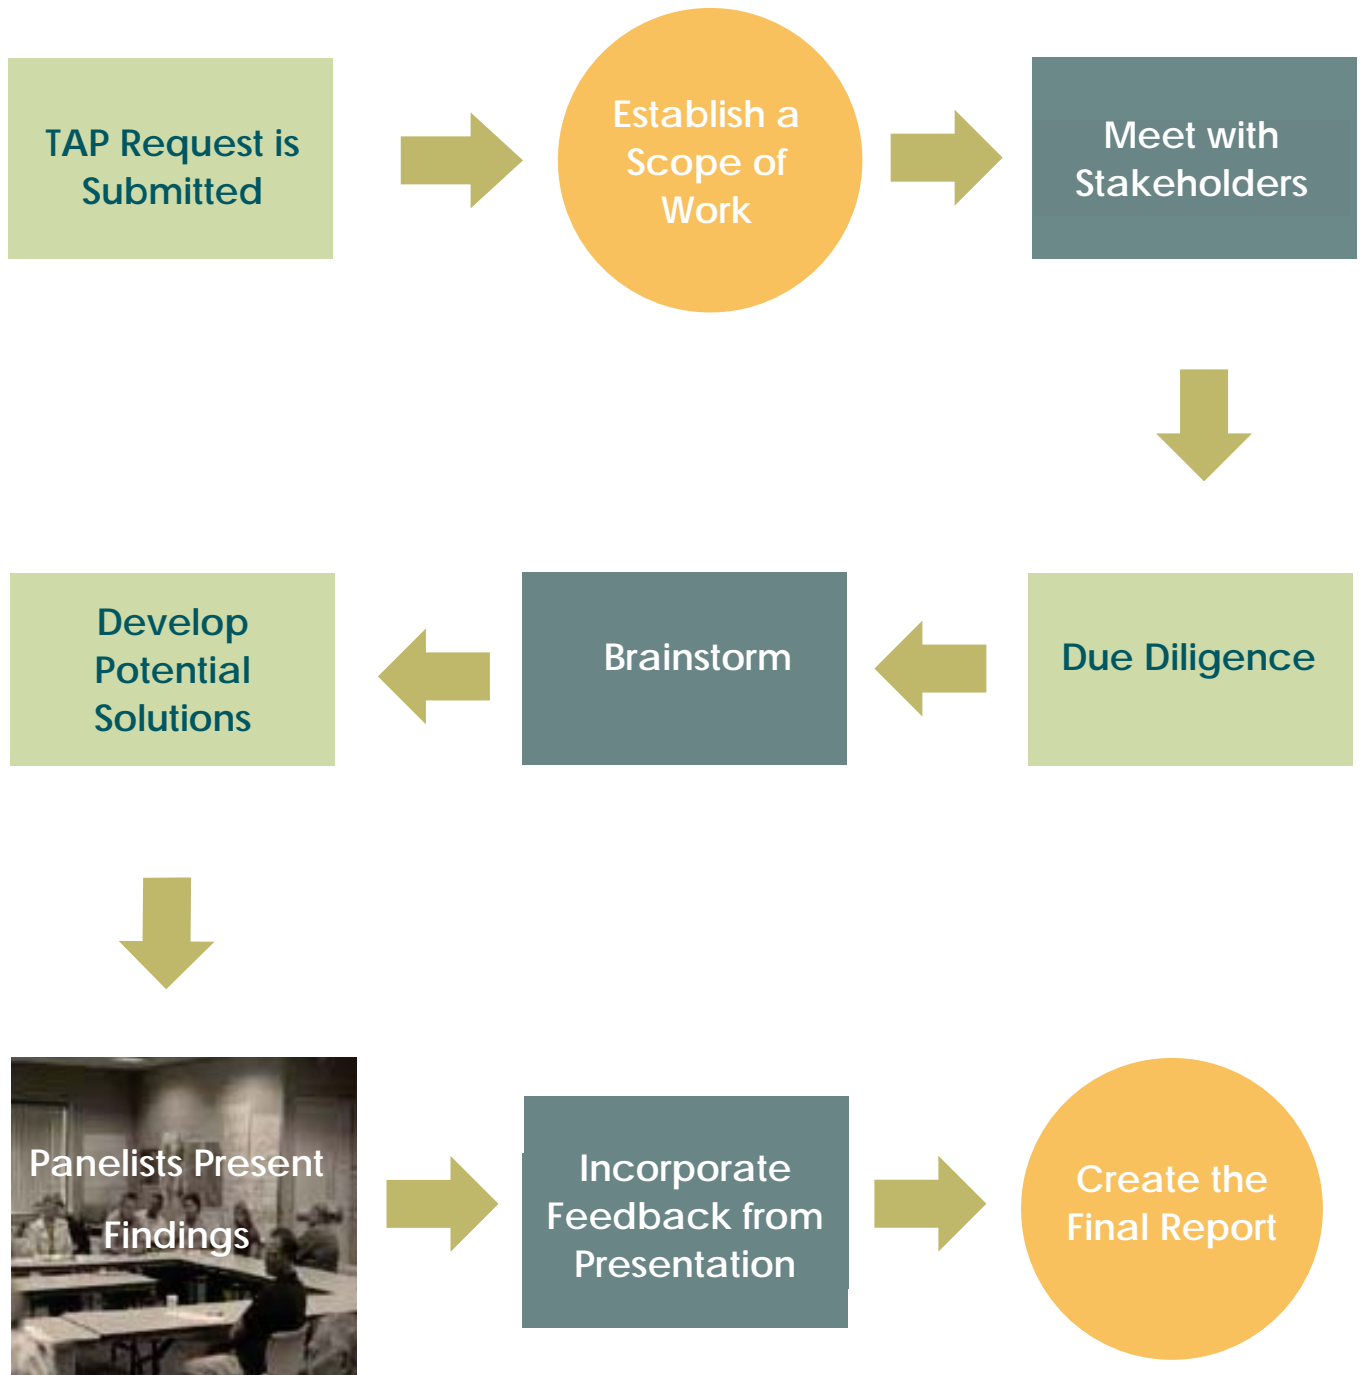 TAP Request is
Submitted
Establish a
Scope of
Work
Meet with
Stakeholders
Due Diligence
Brainstorm
Develop
Potential
Solutions
Panelists Present
Findings
Incorporate
Feedback from
Presentation
Create the
Final Report